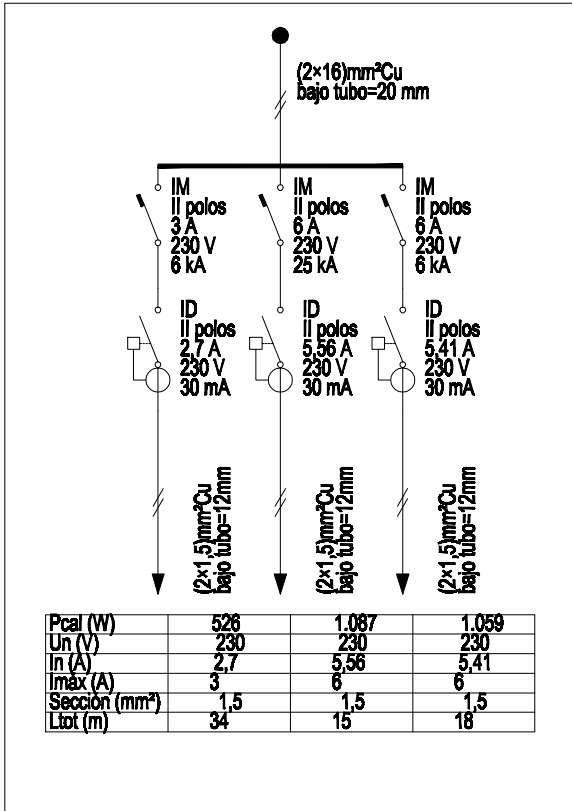 (2×16)mm²Cu
bajo tubo=20 mm
IM
II polos
3 A
230 V
6 kA
IM
II polos
6 A
230 V
25 kA
IM
II polos
6 A
230 V
6 kA
ID
II polos
2,7 A
230 V
30 mA
ID
II polos
5,56 A
230 V
30 mA
ID
II polos
5,41 A
230 V
30 mA
(2×1,5)mm²Cu
bajo tubo=12mm
(2×1,5)mm²Cu
bajo tubo=12mm
(2×1,5)mm²Cu
bajo tubo=12mm
Pcal (W) 526 1.087 1.059
Un (V) 230 230 230
In (A) 2,7 5,56 5,41
Imáx (A) 3 6 6
Sección (mm²) 1,5 1,5 1,5
Ltot (m) 34 15 18